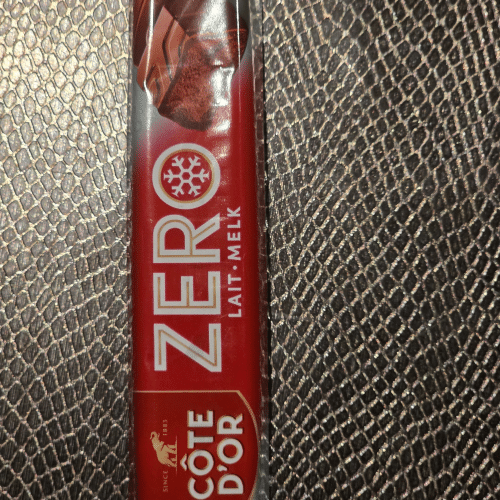 SINCE 1883
CÔTE
D'OR
ZERO
LAIT·MELK